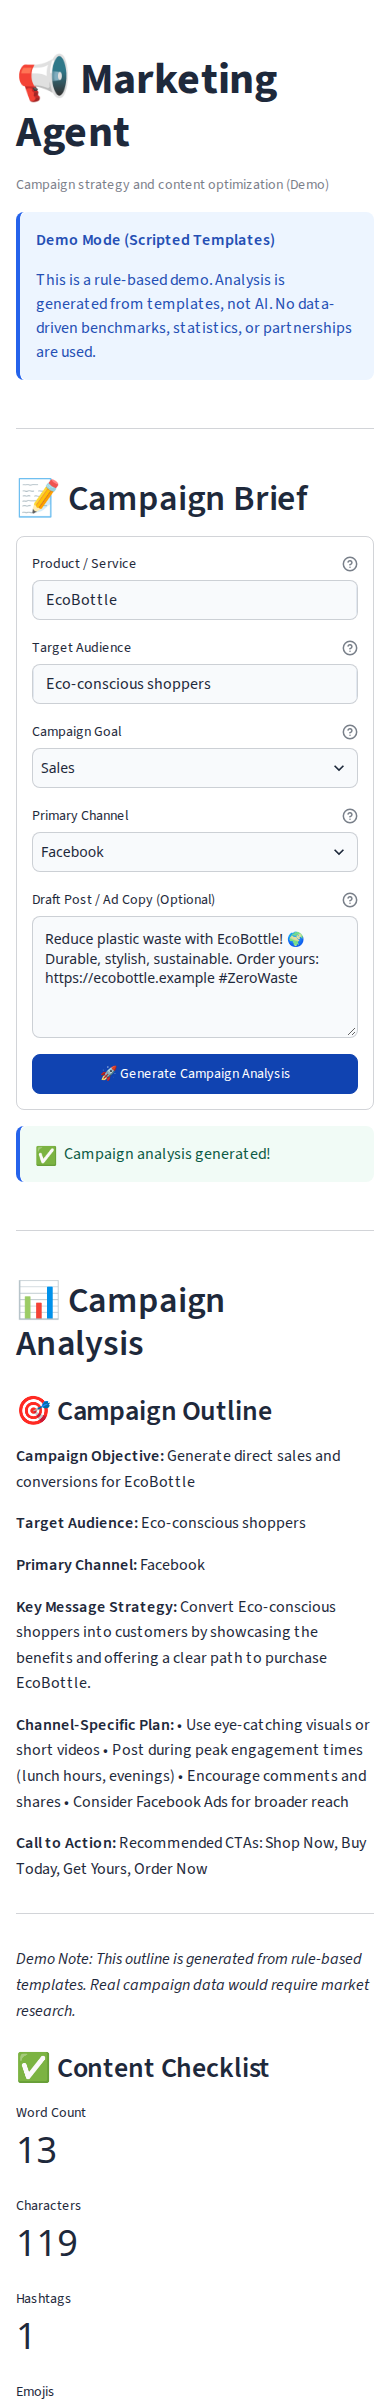 📢 Marketing
Agent
Campaign strategy and content optimization (Demo)
Demo Mode (Scripted Templates)
This is a rule-based demo. Analysis is
generated from templates, not AI. No data-
driven benchmarks, statistics, or partnerships
are used.
📝 Campaign Brief
Product / Service
EcoBottle
Target Audience
Eco-conscious shoppers
Campaign Goal
Sales
Primary Channel
Facebook
Draft Post / Ad Copy (Optional)
Reduce plastic waste with EcoBottle! 🌍
Durable, stylish, sustainable. Order yours:
https://ecobottle.example #ZeroWaste
🚀 Generate Campaign Analysis
✅ Campaign analysis generated!
📊 Campaign
Analysis
🎯 Campaign Outline
Campaign Objective: Generate direct sales and
conversions for EcoBottle
Target Audience: Eco-conscious shoppers
Primary Channel: Facebook
Key Message Strategy: Convert Eco-conscious
shoppers into customers by showcasing the
benefits and offering a clear path to purchase
EcoBottle.
Channel-Specific Plan: • Use eye-catching visuals or
short videos • Post during peak engagement times
(lunch hours, evenings) • Encourage comments and
shares • Consider Facebook Ads for broader reach
Call to Action: Recommended CTAs: Shop Now, Buy
Today, Get Yours, Order Now
Demo Note: This outline is generated from rule-based
templates. Real campaign data would require market
research.
✅ Content Checklist
Word Count
13
Characters
119
Hashtags
1
Emojis